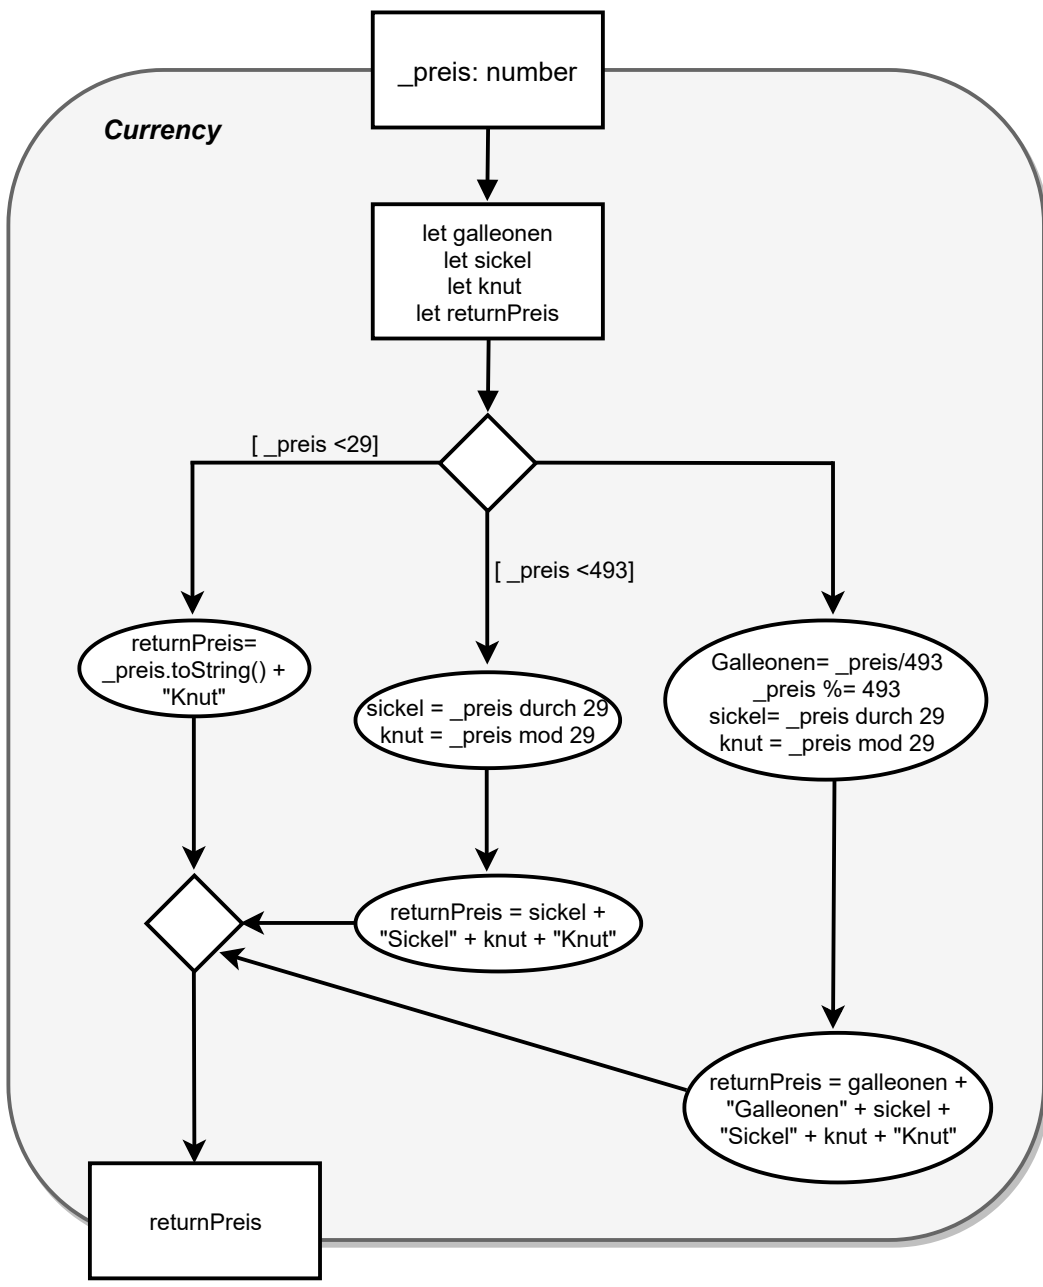 _preis: number
Currency
let galleonen
let sickel
let knut
let returnPreis
[ _preis <29]
[ _preis <493]
returnPreis=
_preis.toString() +
"Knut"
sickel = _preis durch 29
knut = _preis mod 29
Galleonen= _preis/493
_preis %= 493
sickel= _preis durch 29
knut = _preis mod 29
returnPreis = sickel +
"Sickel" + knut + "Knut"
returnPreis = galleonen +
"Galleonen" + sickel +
"Sickel" + knut + "Knut"
returnPreis